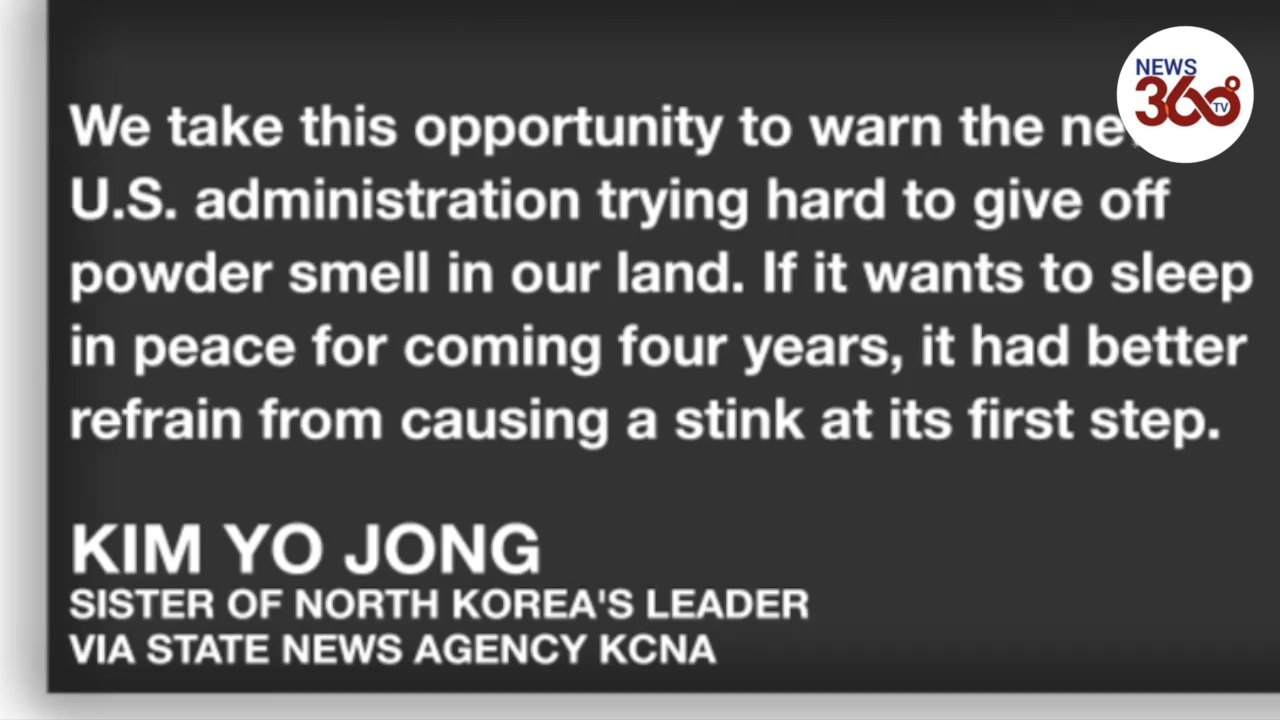 NEWS
360°
TV
We take this opportunity to warn the
U.S. administration trying hard to give off
powder smell in our land. If it wants to sleep
in peace for coming four years, it had better
refrain from causing a stink at its first step.
KIM YO JONG
SISTER OF NORTH KOREA'S LEADER
VIA STATE NEWS AGENCY KCNA